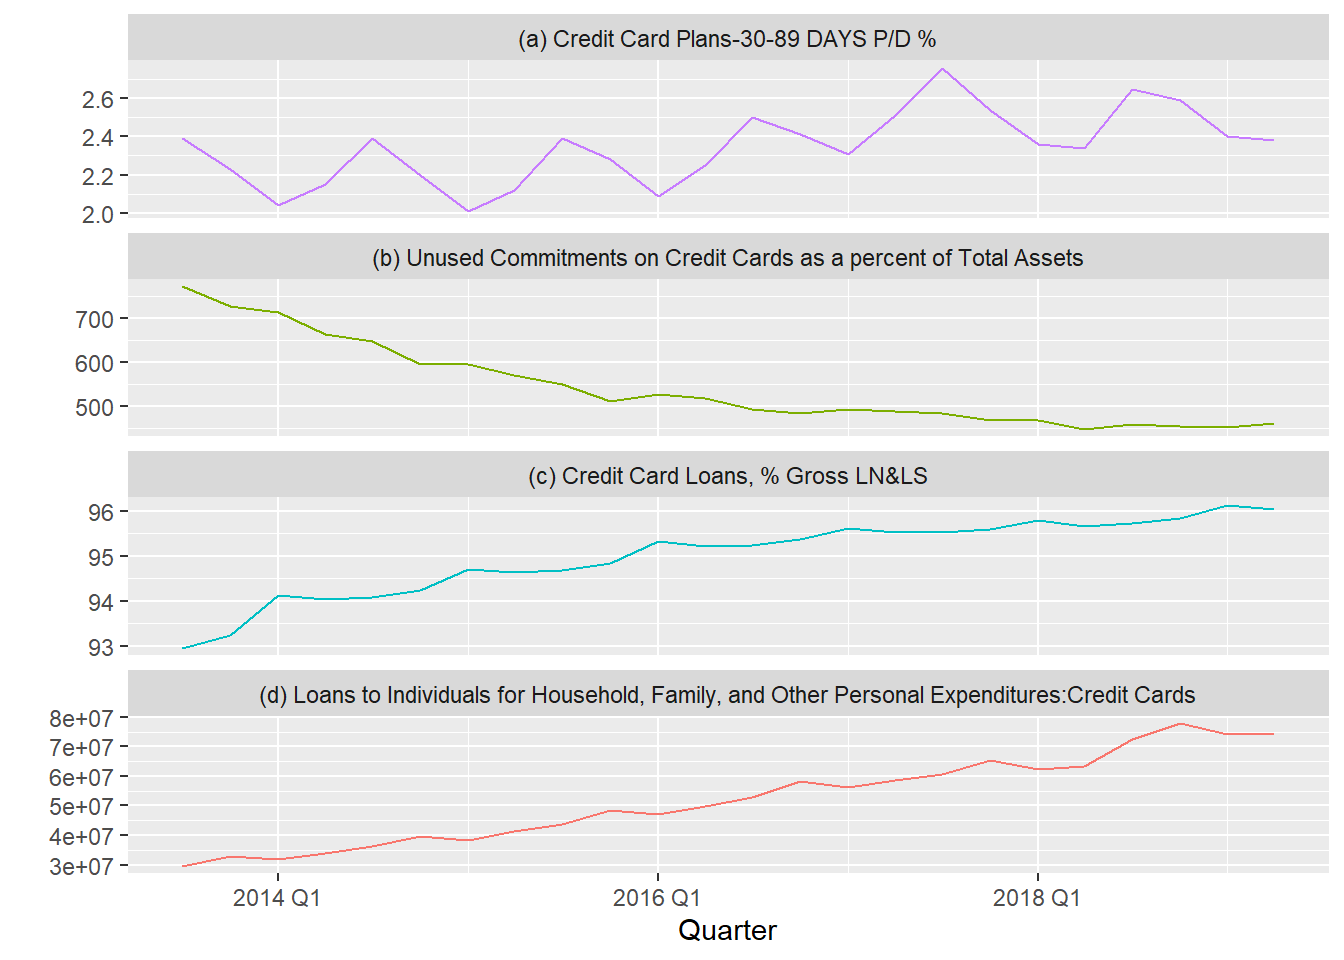 (a) Credit Card Plans-30-89 DAYS P/D %
2.6
2.4
2.2
2.0
(b) Unused Commitments on Credit Cards as a percent of Total Assets
700
600
500
(c) Credit Card Loans, % Gross LN&LS
96
95
94
93
(d) Loans to Individuals for Household, Family, and Other Personal Expenditures:Credit Cards
8e+07
7e+07
6e+07
5e+07
4e+07
3e+07
2014 Q1 2016 Q1 2018 Q1
Quarter